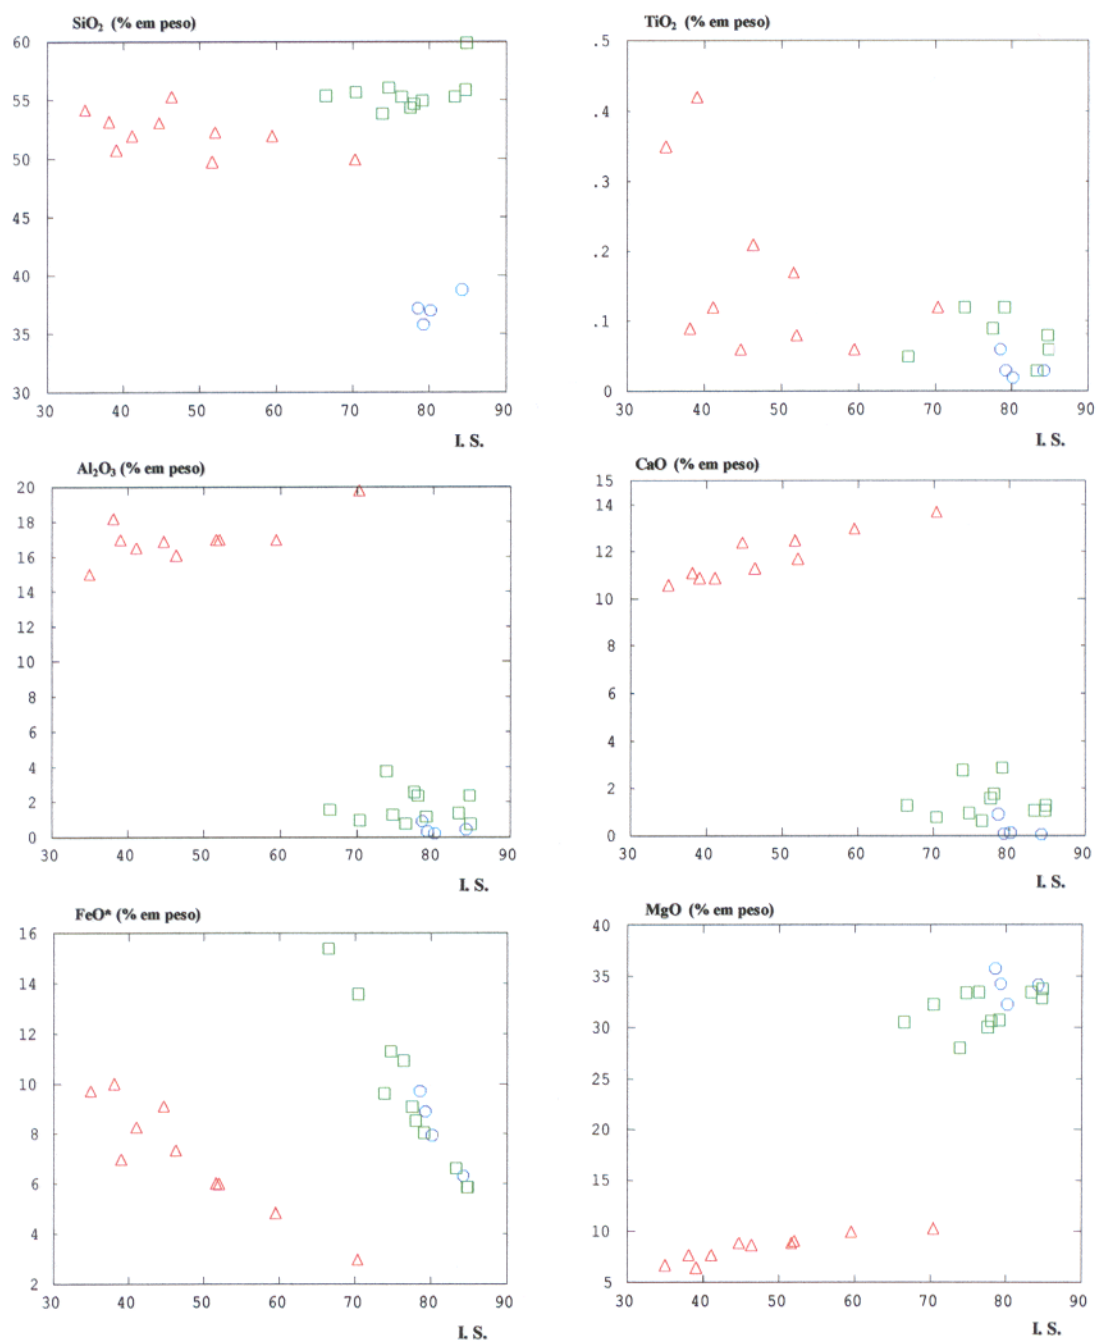 SiO₂ (% em peso)
60
55
50
45
40
35
30
30 40 50 60 70 80 90
I. S.
TiO₂ (% em peso)
.5
.4
.3
.2
.1
0
30 40 50 60 70 80 90
I. S.
Al₂O₃ (% em peso)
20
18
16
14
12
10
8
6
4
2
0
30 40 50 60 70 80 90
I. S.
CaO (% em peso)
15
12
10
8
6
4
2
0
30 40 50 60 70 80 90
I. S.
FeO* (% em peso)
16
14
12
10
8
6
4
2
30 40 50 60 70 80 90
I. S.
MgO (% em peso)
40
35
30
25
20
15
10
5
30 40 50 60 70 80 90
I. S.